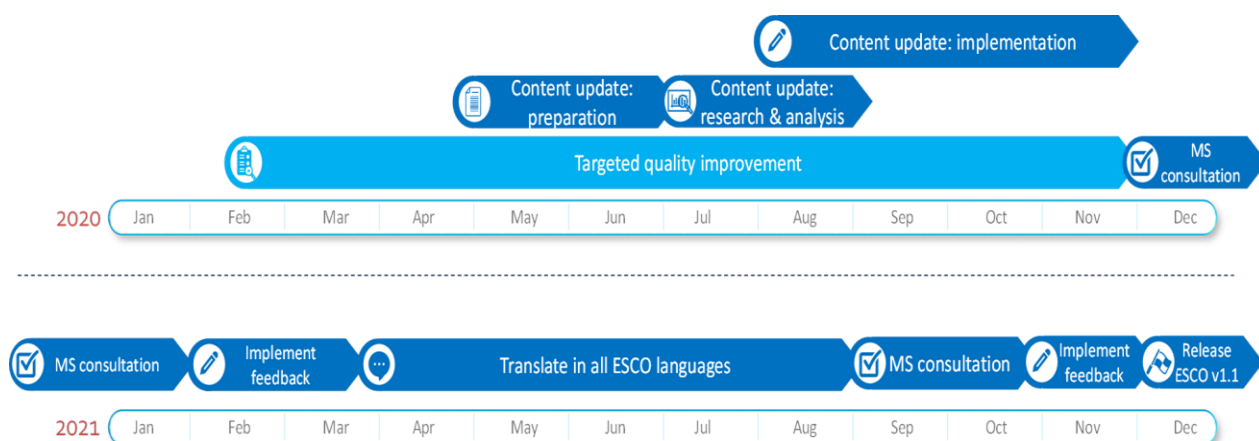 Content update: implementation
Content update:
preparation
Content update:
research & analysis
Targeted quality improvement
MS
consultation
2020 Jan Feb Mar Apr May Jun Jul Aug Sep Oct Nov Dec
MS consultation
Implement
feedback
Translate in all ESCO languages
MS consultation
Implement
feedback
Release
ESCO v1.1
2021 Jan Feb Mar Apr May Jun Jul Aug Sep Oct Nov Dec